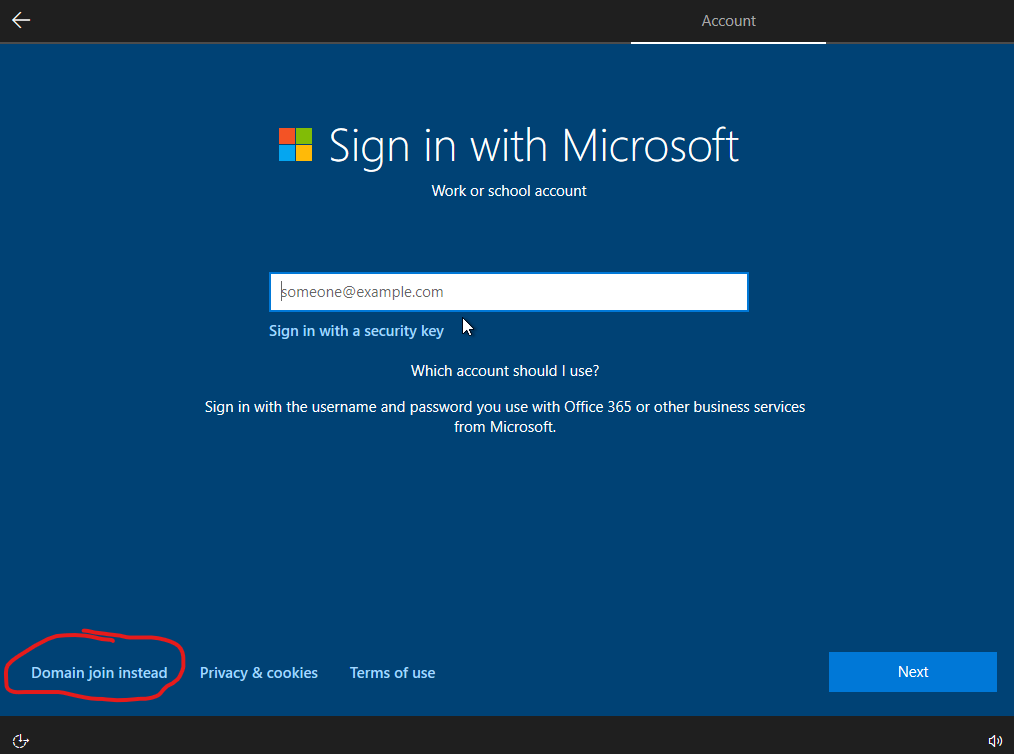 Account
Sign in with Microsoft
Work or school account
someone@example.com
Sign in with a security key
Which account should I use?
Sign in with the username and password you use with Office 365 or other business services
from Microsoft.
Domain join instead
Privacy & cookies
Terms of use
Next